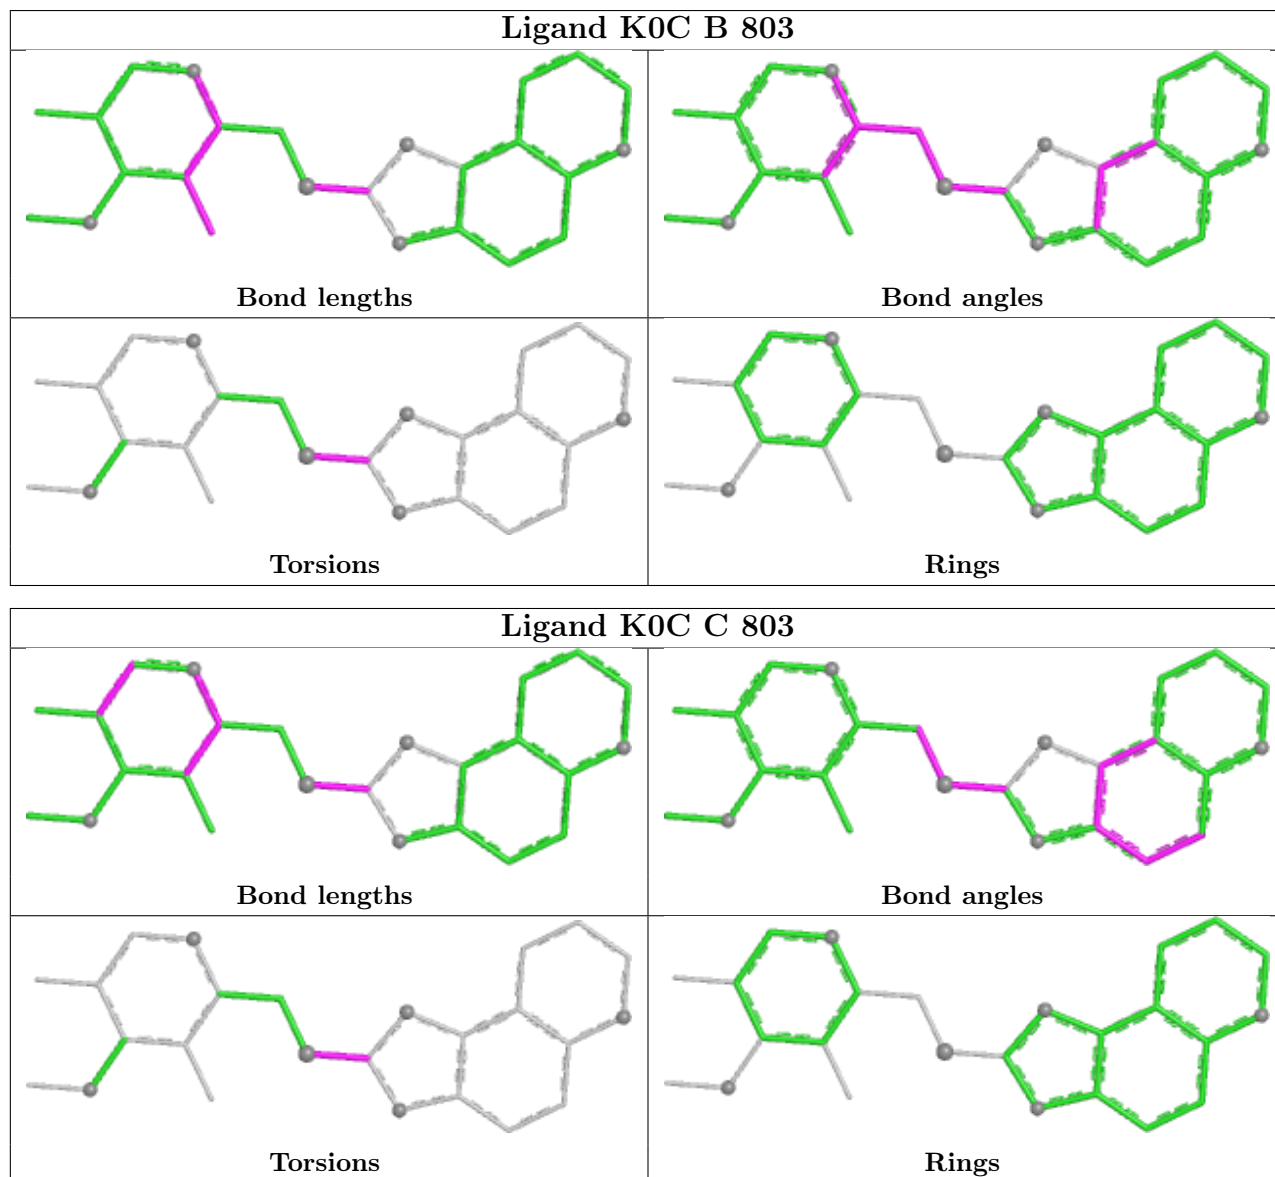 Ligand K0C B 803
Bond lengths
Bond angles
Torsions
Rings
Ligand K0C C 803
Bond lengths
Bond angles
Torsions
Rings